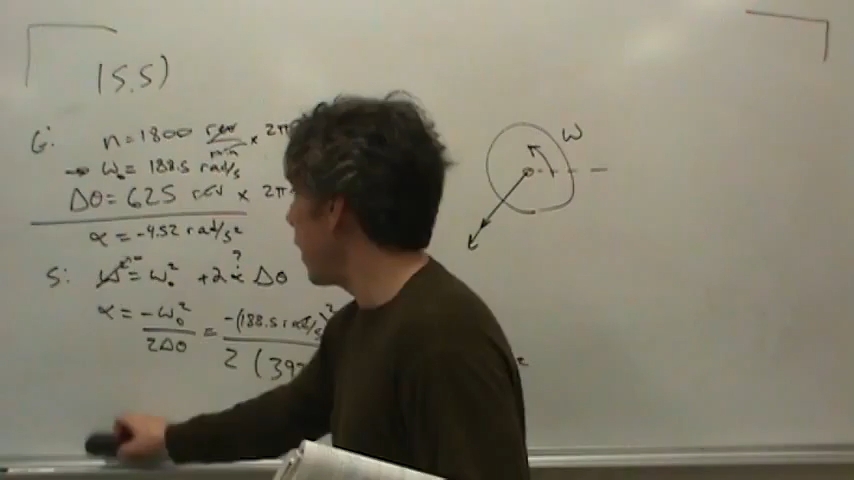 15.5)
G: n = 1800 rev/min × 2π
→ ω₀ = 188.5 rad/s
Δθ = 625 rev × 2π
α = -4.52 rad/s²
S: ω² = ω₀² + 2α Δθ
?
α = -ω₀²/2Δθ = -(188.5 rad/s)²/2(392
ω